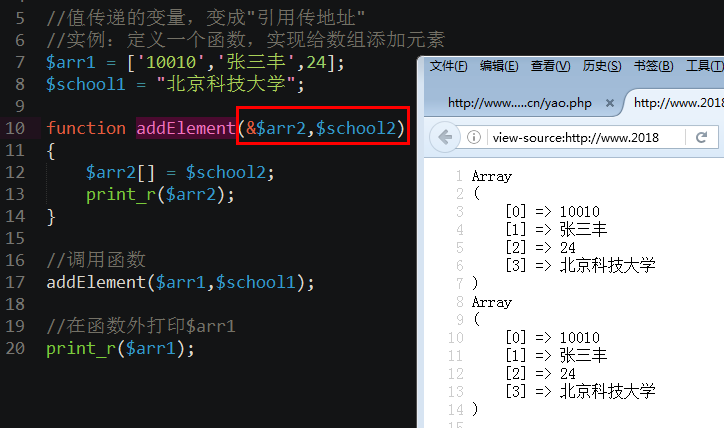 5 //值传递的变量，变成"引用传地址"
6 //实例：定义一个函数，实现给数组添加元素
7 $arr1 = ['10010','张三丰',24];
8 $school1 = "北京科技大学";
9
10 function addElement(&$arr2,$school2)
11 {
12 $arr2[] = $school2;
13 print_r($arr2);
14 }
15
16 //调用函数
17 addElement($arr1,$school1);
18
19 //在函数外打印$arr1
20 print_r($arr1);
文件(F) 编辑(E) 查看(V) 历史(S) 书签(B) 工具(T)
http://www.....cn/yao.php × http://www.2018
view-source:http://www.2018
1 Array
2 (
3 [0] => 10010
4 [1] => 张三丰
5 [2] => 24
6 [3] => 北京科技大学
7 )
8 Array
9 (
10 [0] => 10010
11 [1] => 张三丰
12 [2] => 24
13 [3] => 北京科技大学
14 )